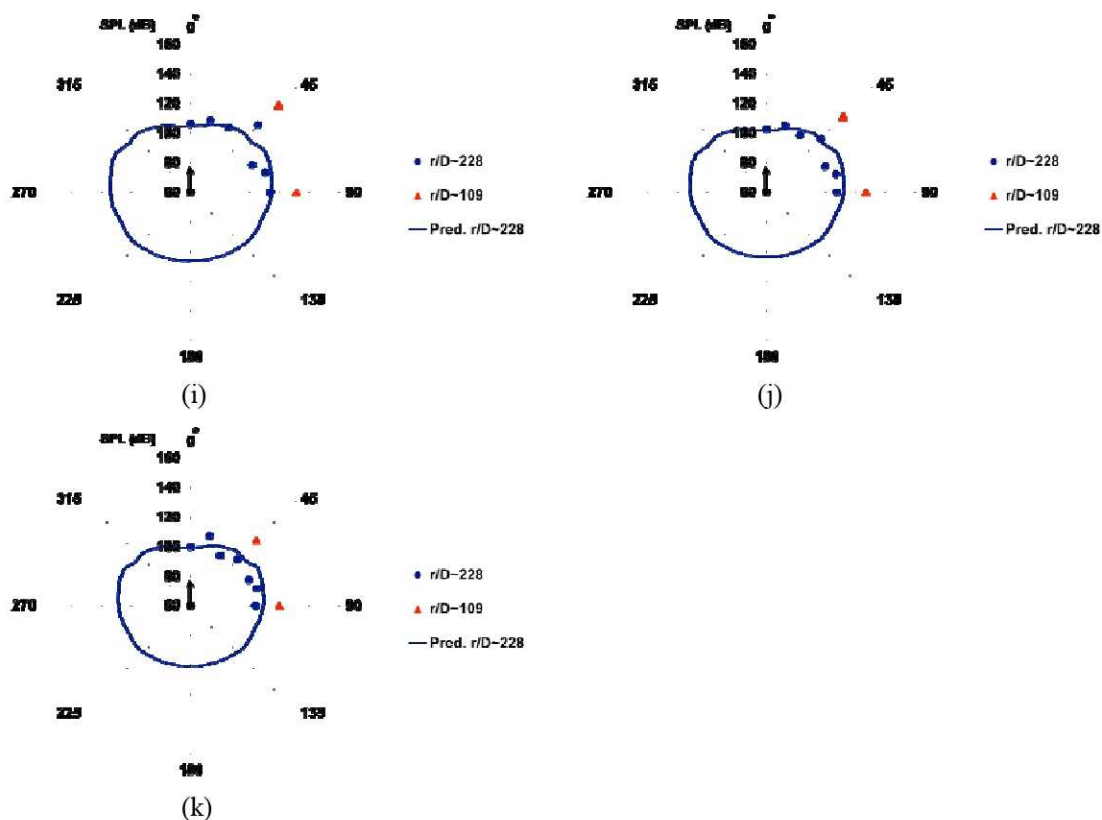 SPL [dB] 0°
160
140
120
100
80
60
315 45
270 90
225 135
180
r/D~228
r/D~109
Pred. r/D~228
(i)
SPL [dB] 0°
160
140
120
100
80
60
315 45
270 90
225 135
180
r/D~228
r/D~109
Pred. r/D~228
(j)
SPL [dB] 0°
160
140
120
100
80
60
315 45
270 90
225 135
180
r/D~228
r/D~109
Pred. r/D~228
(k)